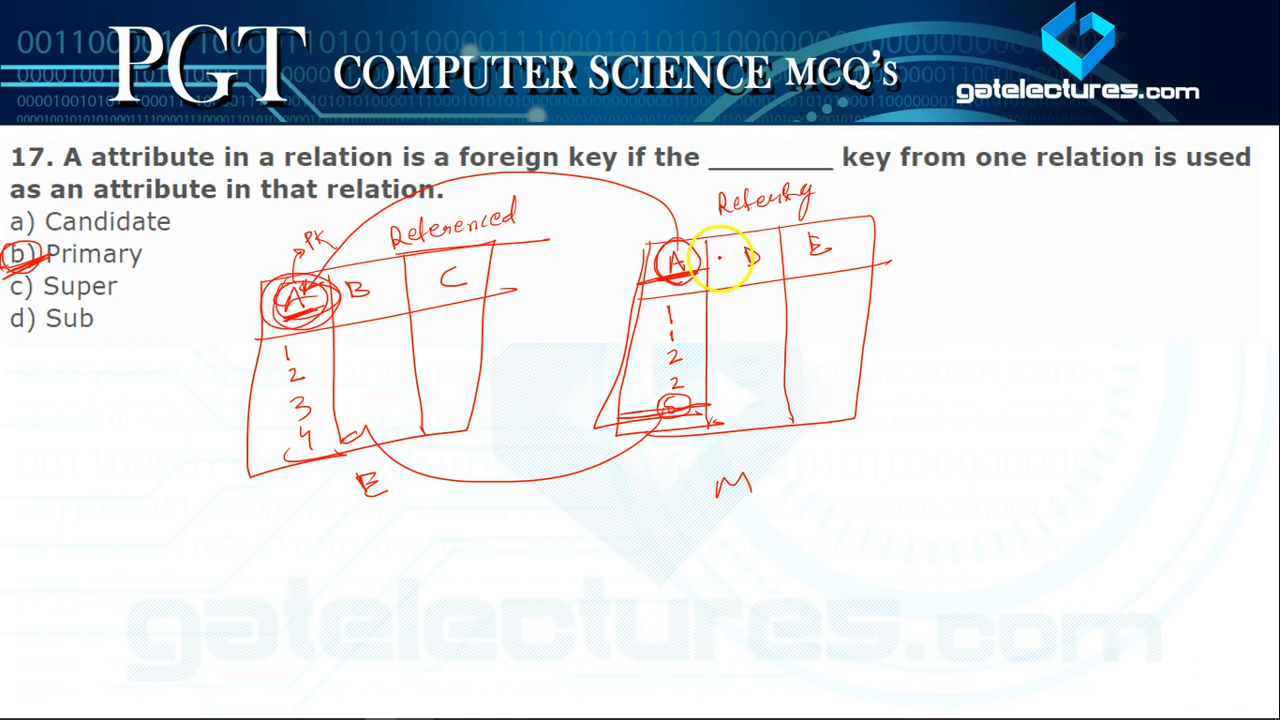 PGT COMPUTER SCIENCE MCQ's
gatelectures.com
17. A attribute in a relation is a foreign key if the ________ key from one relation is used
as an attribute in that relation.
a) Candidate
b) Primary
c) Super
d) Sub
PK
Referenced
A B C
1
2
3
4
E
A D E
1
1
2
2
M
gatelectures.com